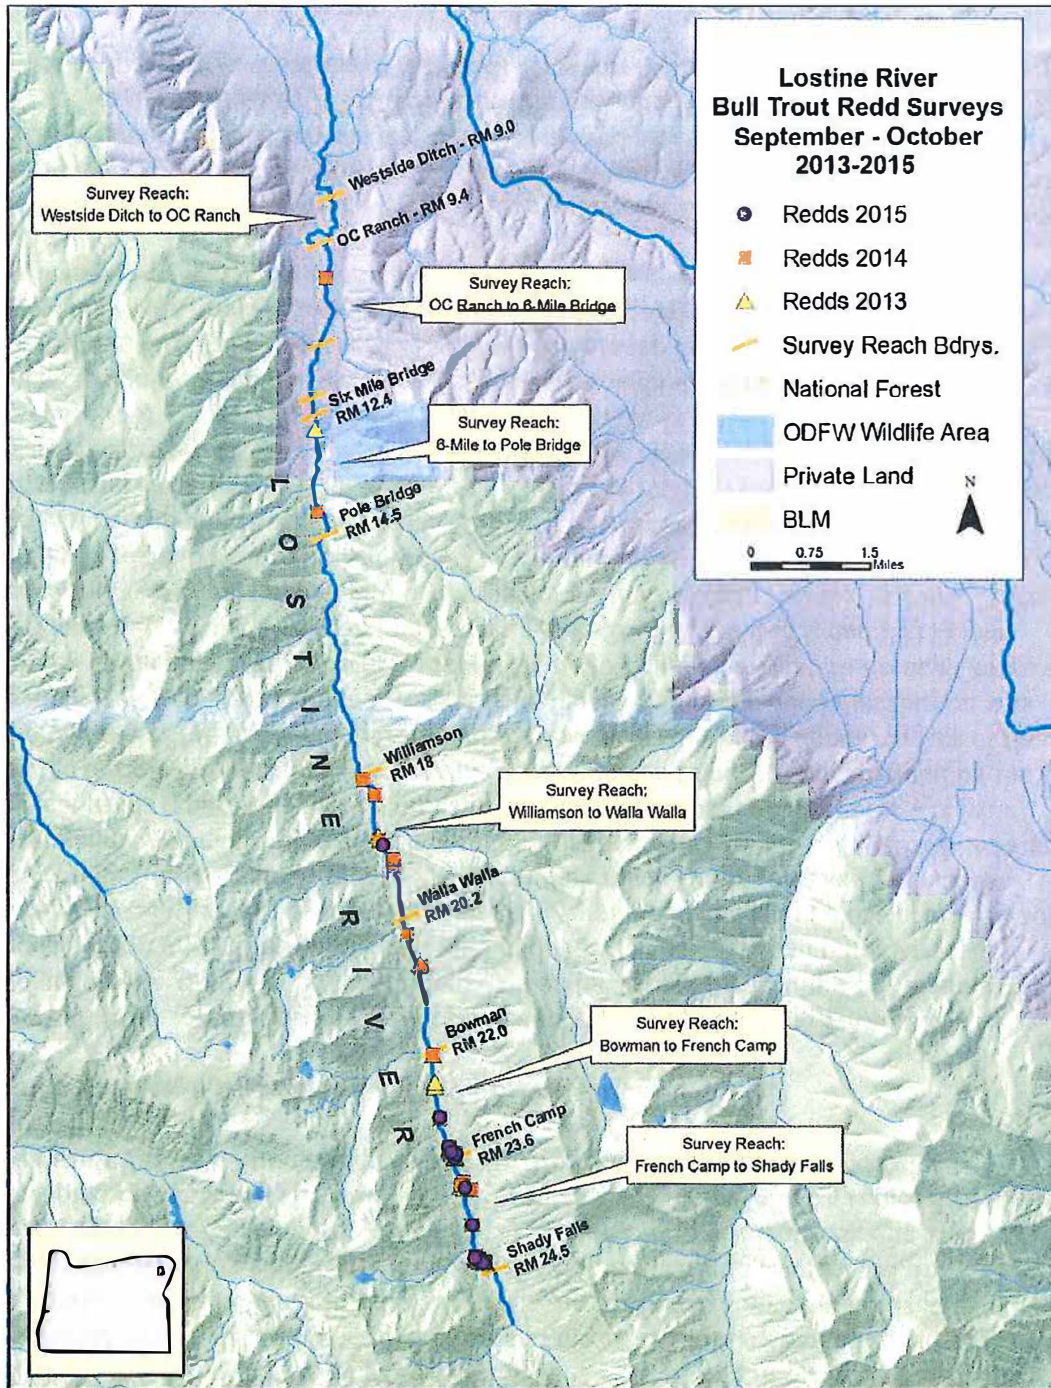 Lostine River
Bull Trout Redd Surveys
September - October
2013-2015
Redds 2015
Redds 2014
Redds 2013
Survey Reach Bdrys.
National Forest
ODFW Wildlife Area
Private Land
BLM
N
0 0.75 1.5
Miles
Westside Ditch - RM 9.0
Survey Reach:
Westside Ditch to OC Ranch
OC Ranch - RM 9.4
Survey Reach:
OC Ranch to 6-Mile Bridge
Six Mile Bridge
RM 12.4
Survey Reach:
6-Mile to Pole Bridge
Pole Bridge
RM 14.5
LOSTINE RIVER
Williamson
RM 18
Survey Reach:
Williamson to Walla Walla
Walla Walla
RM 20.2
Bowman
RM 22.0
Survey Reach:
Bowman to French Camp
French Camp
RM 23.6
Survey Reach:
French Camp to Shady Falls
Shady Falls
RM 24.5